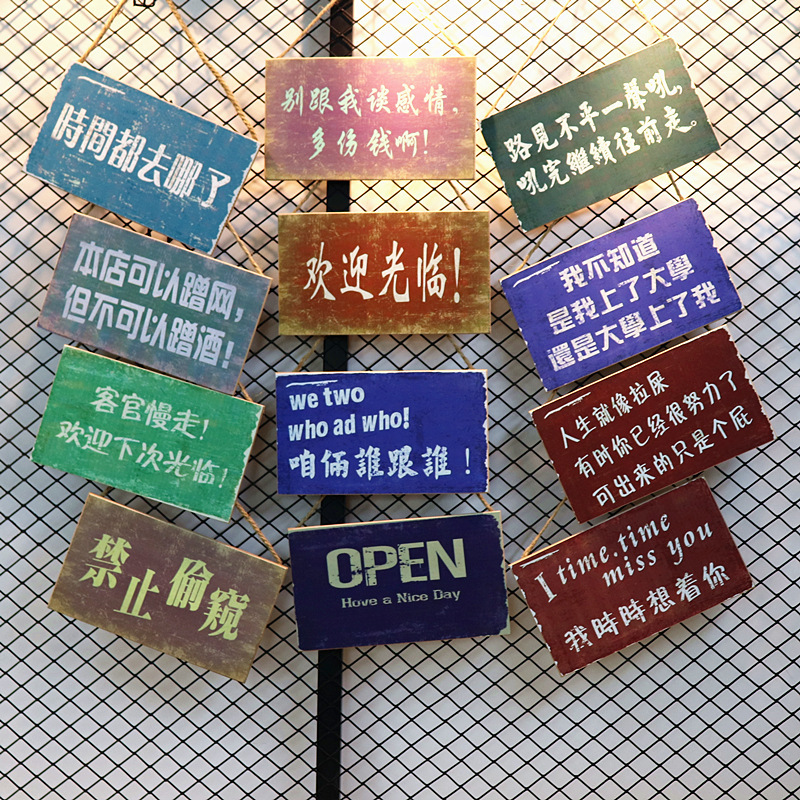 時間都去哪了
本店可以蹭网，
但不可以蹭酒！
客官慢走！
欢迎下次光临！
禁止偷窥
别跟我谈感情，
多伤钱啊！
欢迎光临！
we two
who ad who!
咱倆誰跟誰！
OPEN
Have a Nice Day
路見不平一聲吼，
吼完繼續往前走。
我不知道
是我上了大學
還是大學上了我
人生就像拉屎
有时你已经很努力了
可出来的只是个屁
I time.time
miss you
我時時想着你